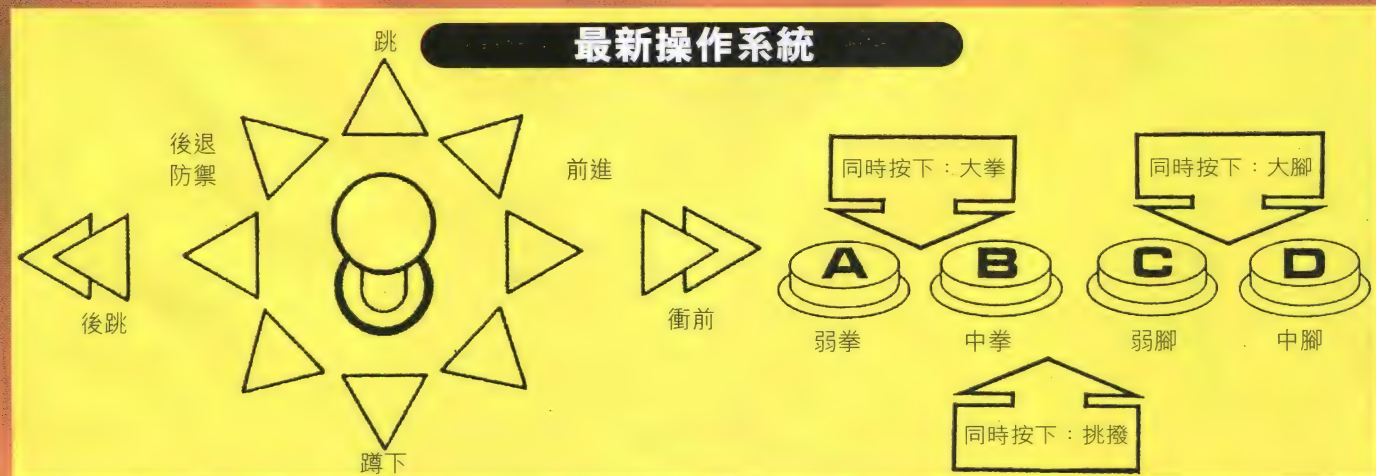 最新操作系統
跳
後退
防禦
前進
後跳
衝前
蹲下
同時按下：大拳
同時按下：大腳
A
B
C
D
弱拳
中拳
弱腳
中腳
同時按下：挑撥